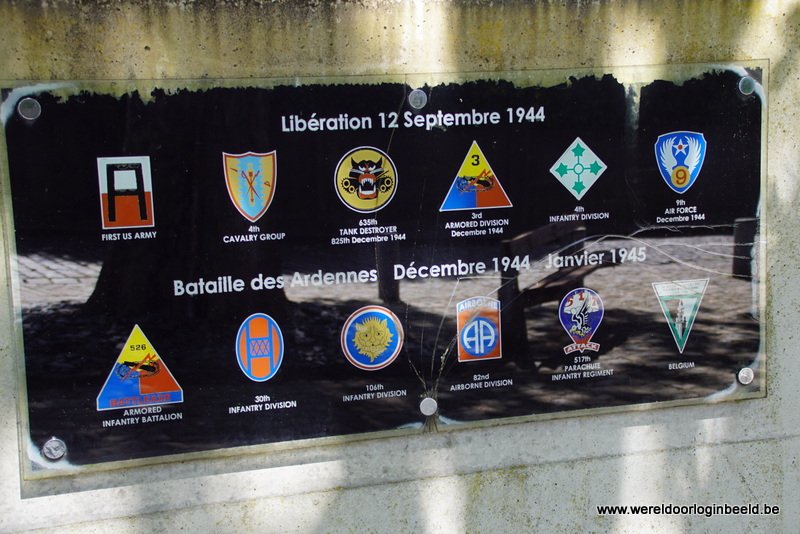 Libération 12 Septembre 1944
FIRST US ARMY
4th
CAVALRY GROUP
635th
TANK DESTROYER
825th Decembre 1944
3
3rd
ARMORED DIVISION
Decembre 1944
4th
INFANTRY DIVISION
9
9th
AIR FORCE
Decembre 1944
Bataille des Ardennes Décembre 1944 - Janvier 1945
526
ARMORED
INFANTRY BATTALION
30th
INFANTRY DIVISION
106th
INFANTRY DIVISION
AIRBORNE
AA
82nd
AIRBORNE DIVISION
ATTACK
517th
PARACHUTE
INFANTRY REGIMENT
BELGIUM
www.wereldoorloginbeeld.be